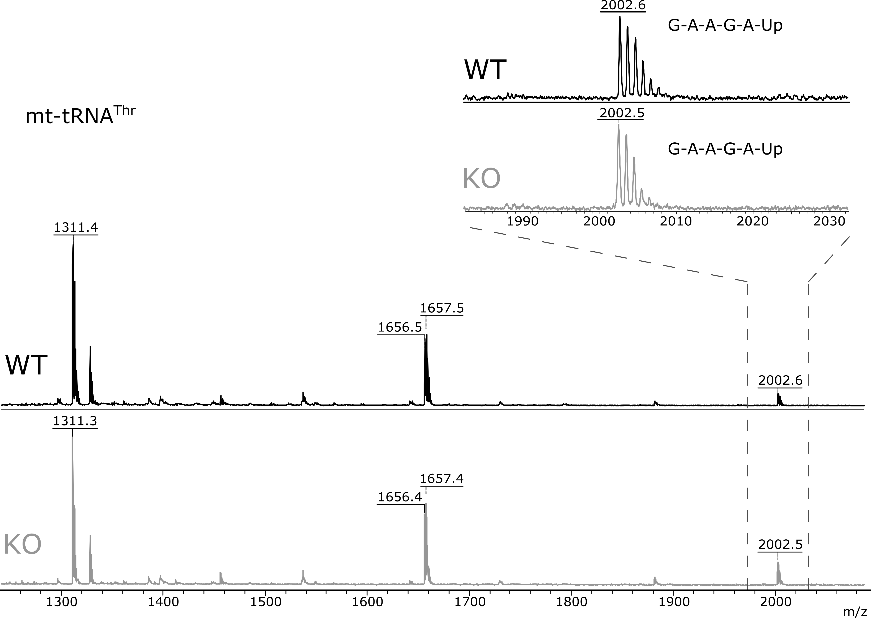 2002.6
G-A-A-G-A-Up
WT
mt-tRNAThr
2002.5
G-A-A-G-A-Up
KO
1990 2000 2010 2020 2030
1311.4
1657.5
1656.5
WT
2002.6
1311.3
1657.4
1656.4
KO
2002.5
1300 1400 1500 1600 1700 1800 1900 2000
m/z